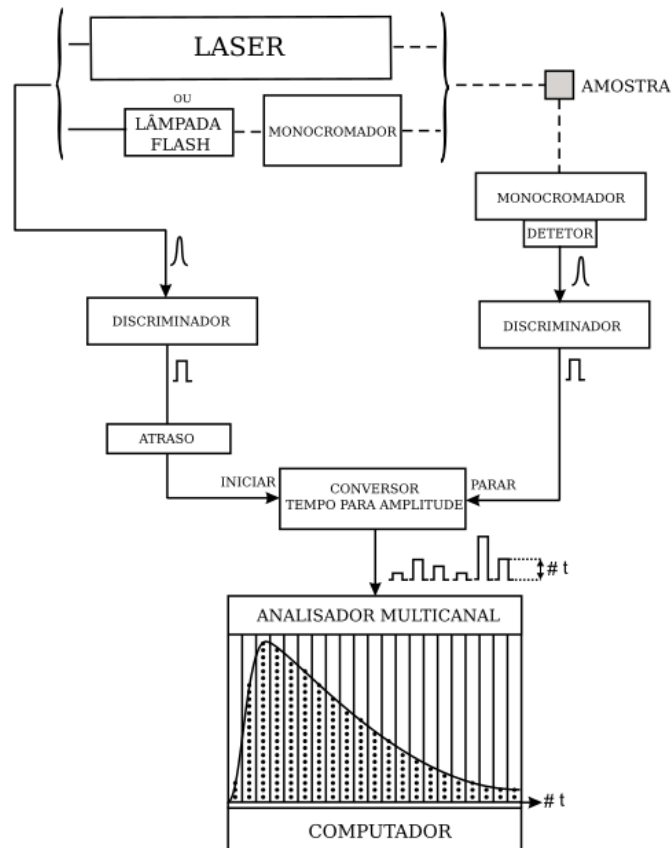 LASER
OU
LÂMPADA
FLASH
MONOCROMADOR
AMOSTRA
MONOCROMADOR
DETETOR
DISCRIMINADOR
DISCRIMINADOR
ATRASO
INICIAR
CONVERSOR
TEMPO PARA AMPLITUDE
PARAR
# t
ANALISADOR MULTICANAL
# t
COMPUTADOR